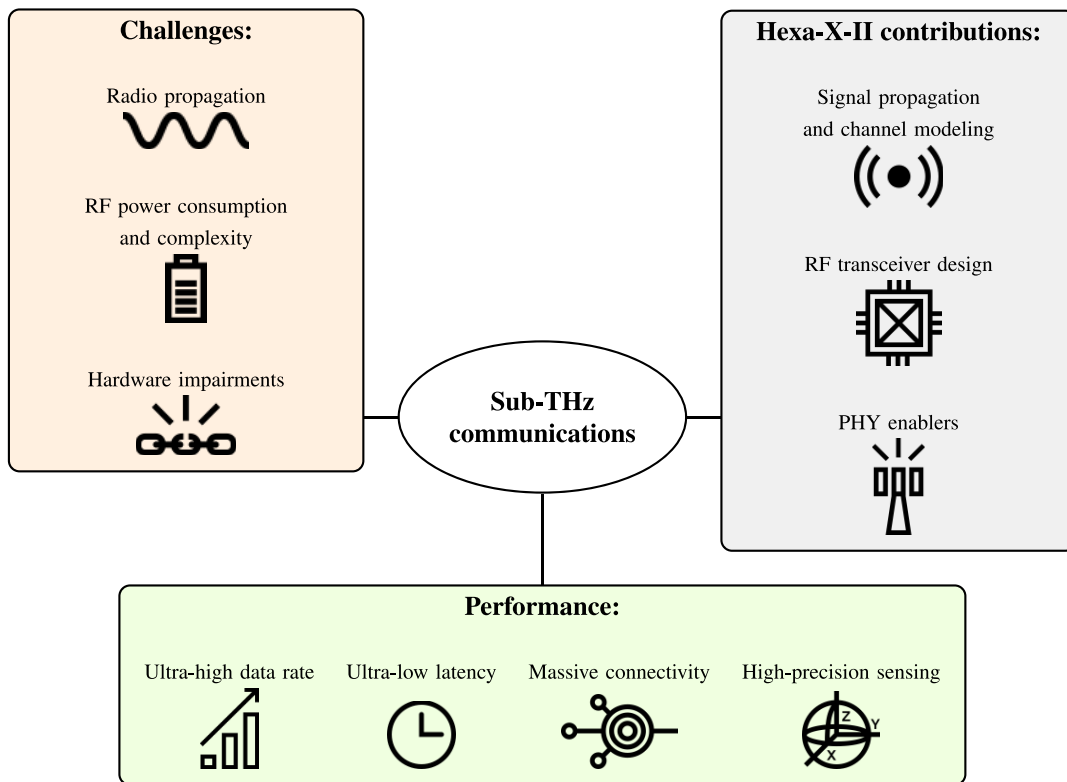 Challenges:
Radio propagation
RF power consumption
and complexity
Hardware impairments
Hexa-X-II contributions:
Signal propagation
and channel modeling
RF transceiver design
PHY enablers
Sub-THz
communications
Performance:
Ultra-high data rate
Ultra-low latency
Massive connectivity
High-precision sensing
Z
Y
X